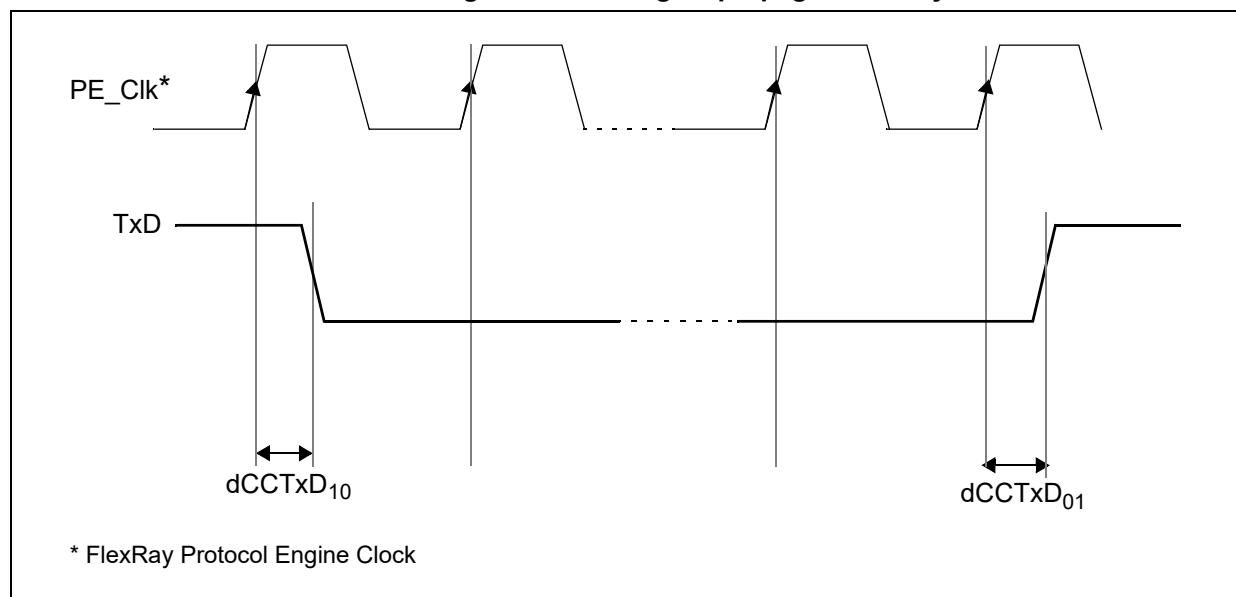 PE_Clk*
TxD
dCCTxD10
dCCTxD01
* FlexRay Protocol Engine Clock